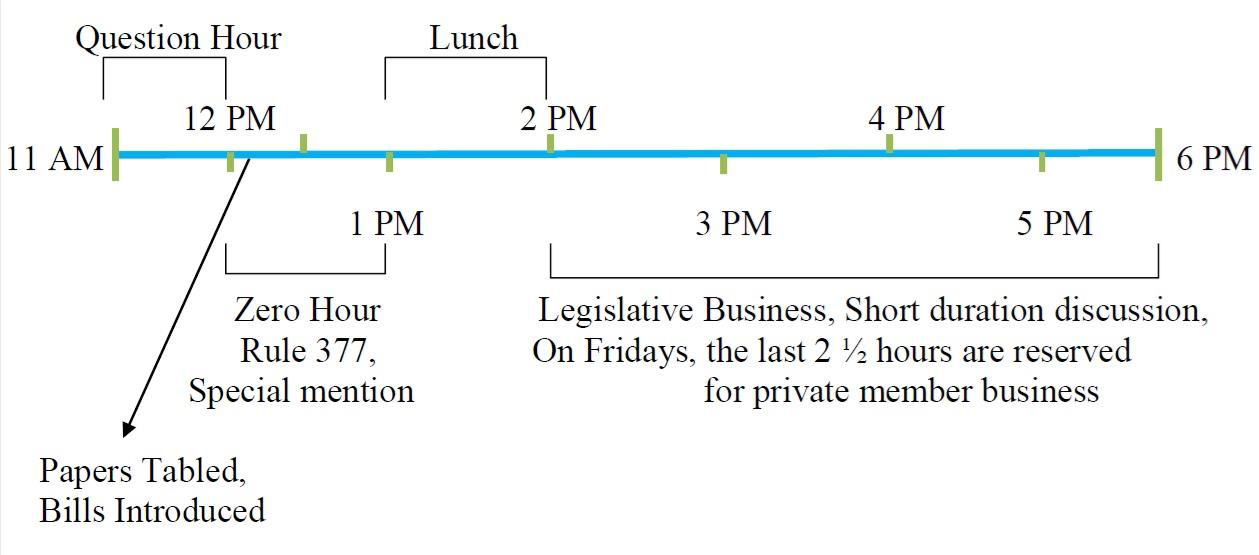 Question Hour
Lunch
12 PM
2 PM
4 PM
11 AM
6 PM
1 PM
3 PM
5 PM
Zero Hour
Rule 377,
Special mention
Legislative Business, Short duration discussion,
On Fridays, the last 2 ½ hours are reserved
for private member business
Papers Tabled,
Bills Introduced